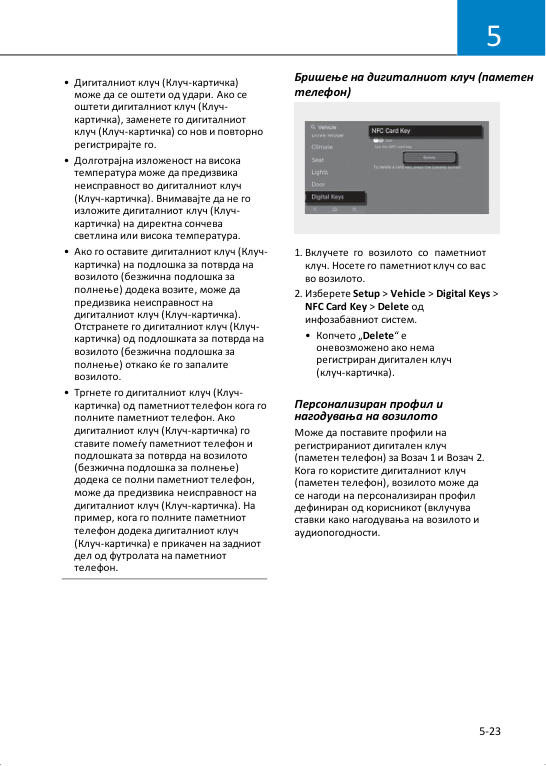 5
• Дигиталниот клуч (Клуч-картичка)
може да се оштети од удари. Ако се
оштети дигиталниот клуч (Клуч-
картичка), заменете го дигиталниот
клуч (Клуч-картичка) со нов и повторно
регистрирајте го.
• Долготрајна изложеност на висока
температура може да предизвика
неисправност во дигиталниот клуч
(Клуч-картичка). Внимавајте да не го
изложите дигиталниот клуч (Клуч-
картичка) на директна сончева
светлина или висока температура.
• Ако го оставите дигиталниот клуч (Клуч-
картичка) на подлошка за потврда на
возилото (безжична подлошка за
полнење) додека возите, може да
предизвика неисправност на
дигиталниот клуч (Клуч-картичка).
Отстранете го дигиталниот клуч (Клуч-
картичка) од подлошката за потврда на
возилото (безжична подлошка за
полнење) откако ќе го запалите
возилото.
• Тргнете го дигиталниот клуч (Клуч-
картичка) од паметниот телефон кога го
полните паметниот телефон. Ако
дигиталниот клуч (Клуч-картичка) го
ставите помеѓу паметниот телефон и
подлошката за потврда на возилото
(безжична подлошка за полнење)
додека се полни паметниот телефон,
може да предизвика неисправност на
дигиталниот клуч (Клуч-картичка). На
пример, кога го полните паметниот
телефон додека дигиталниот клуч
(Клуч-картичка) е прикачен на задниот
дел од футролата на паметниот
телефон.
Бришење на дигиталниот клуч (паметен
телефон)
Vehicle
NFC Card Key
Climate
Seat
Lights
Door
Digital Keys
Delete
1. Вклучете го возилото со паметниот
клуч. Носете го паметниот клуч со вас
во возилото.
2. Изберете Setup > Vehicle > Digital Keys >
NFC Card Key > Delete од
инфозабавниот систем.
• Копчето „Delete“ е
оневозможено ако нема
регистриран дигитален клуч
(клуч-картичка).
Персонализиран профил и
нагодувања на возилото
Може да поставите профили на
регистрираниот дигитален клуч
(паметен телефон) за Возач 1 и Возач 2.
Кога го користите дигиталниот клуч
(паметен телефон), возилото може да
се нагоди на персонализиран профил
дефиниран од корисникот (вклучува
ставки како нагодувања на возилото и
аудиопогодности.
5-23